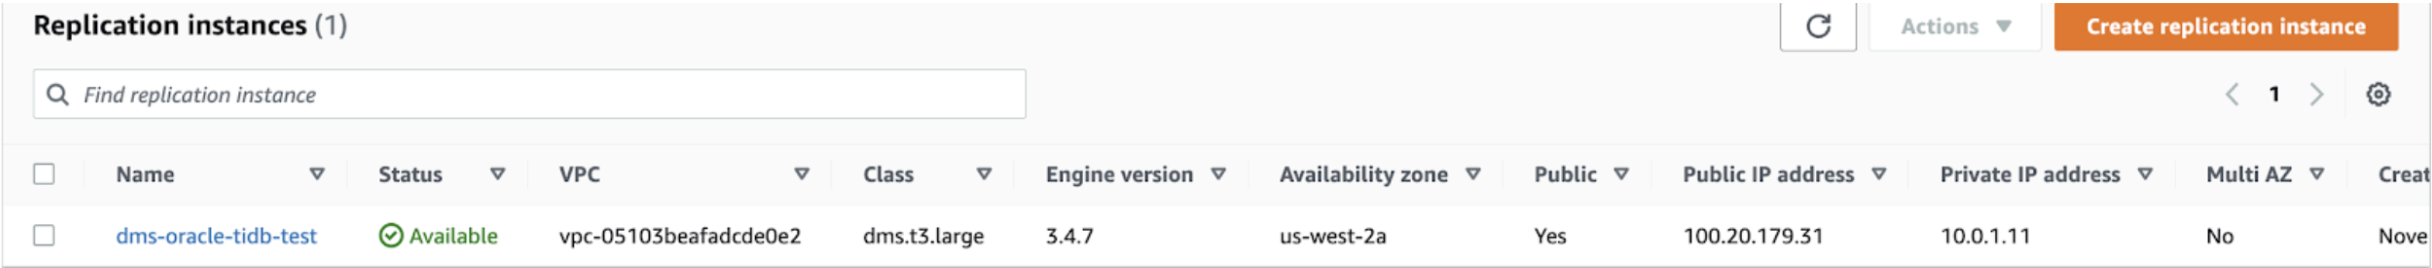 Replication instances (1)
Actions
Create replication instance
Find replication instance
1
Name Status VPC Class Engine version Availability zone Public Public IP address Private IP address Multi AZ Creat
dms-oracle-tidb-test Available vpc-05103beafadcde0e2 dms.t3.large 3.4.7 us-west-2a Yes 100.20.179.31 10.0.1.11 No Nove